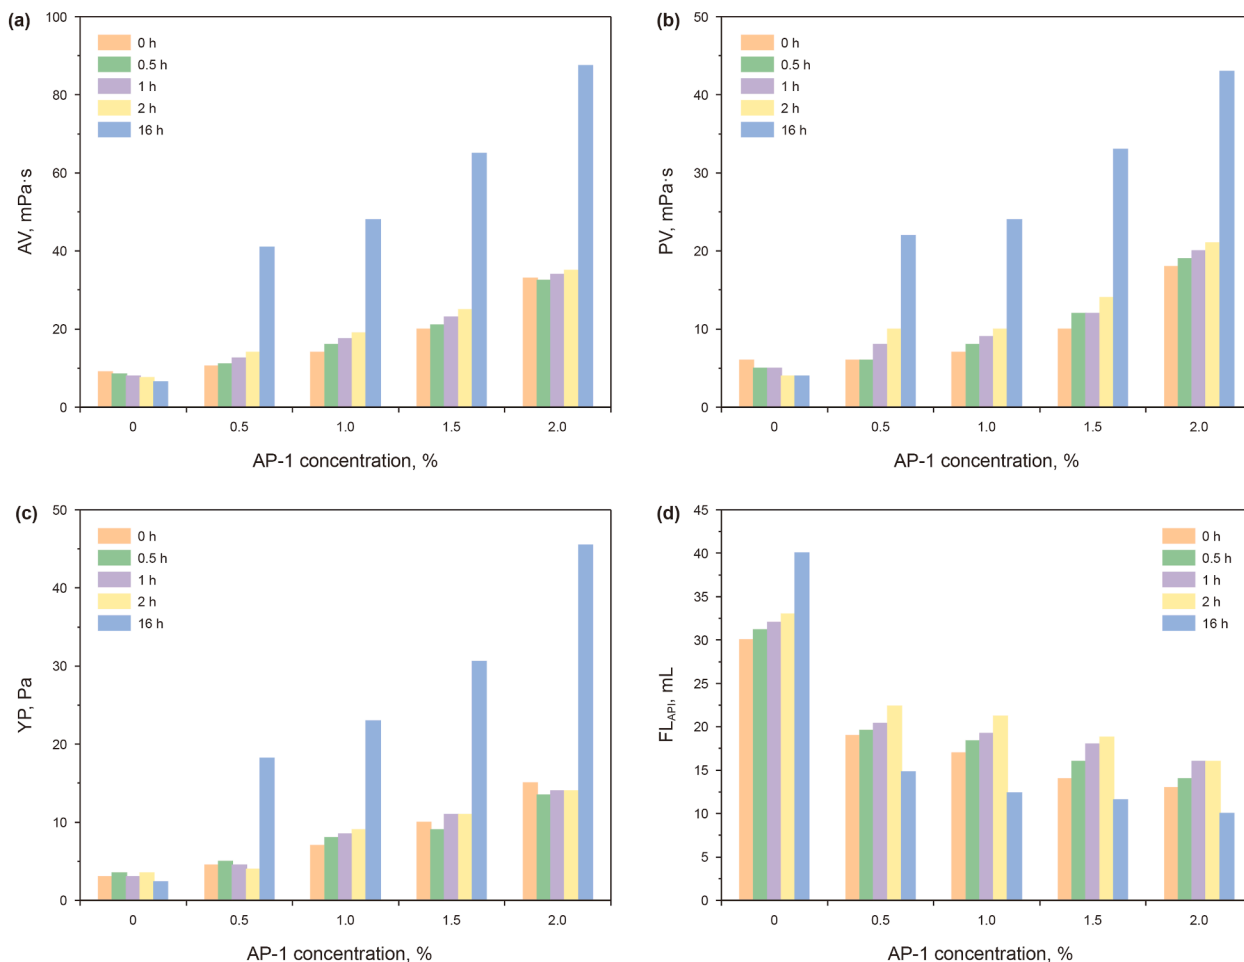 (a)
100
80
60
40
20
0
AV, mPa·s
0 h
0.5 h
1 h
2 h
16 h
0 0.5 1.0 1.5 2.0
AP-1 concentration, %
(b)
50
40
30
20
10
0
PV, mPa·s
0 h
0.5 h
1 h
2 h
16 h
0 0.5 1.0 1.5 2.0
AP-1 concentration, %
(c)
50
40
30
20
10
0
YP, Pa
0 h
0.5 h
1 h
2 h
16 h
0 0.5 1.0 1.5 2.0
AP-1 concentration, %
(d)
45
40
35
30
25
20
15
10
5
0
FL_API, mL
0 h
0.5 h
1 h
2 h
16 h
0 0.5 1.0 1.5 2.0
AP-1 concentration, %